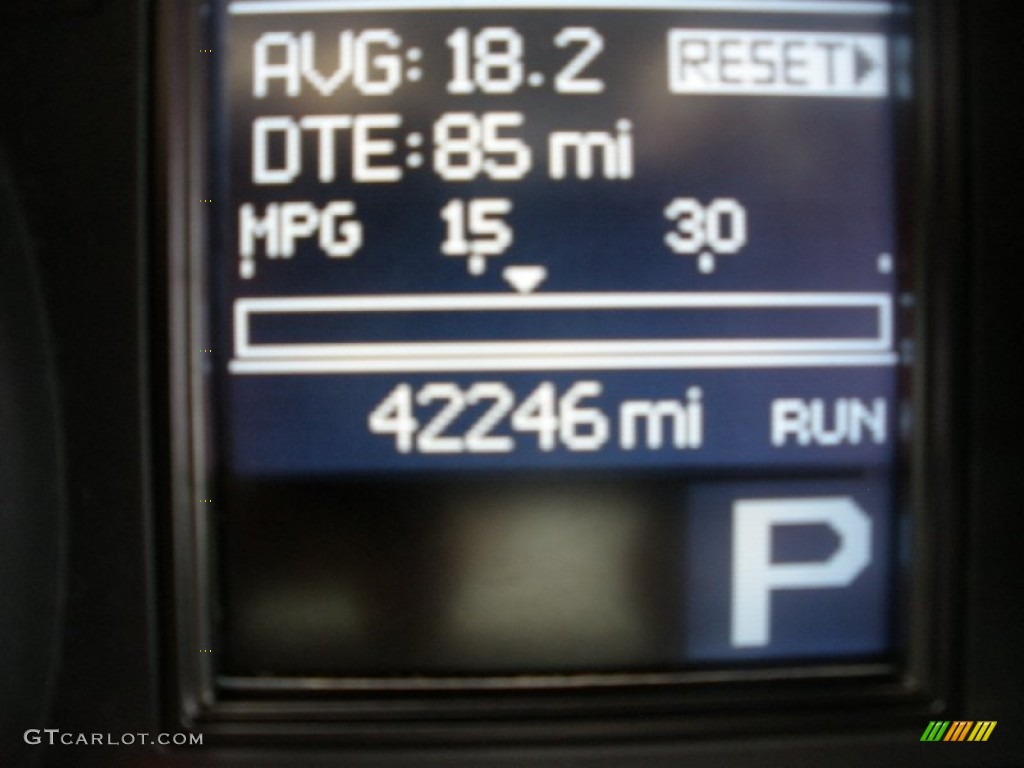 AVG: 18.2 RESET
DTE: 85 mi
MPG 15 30
42246 mi RUN
P
GTCARLOT.COM